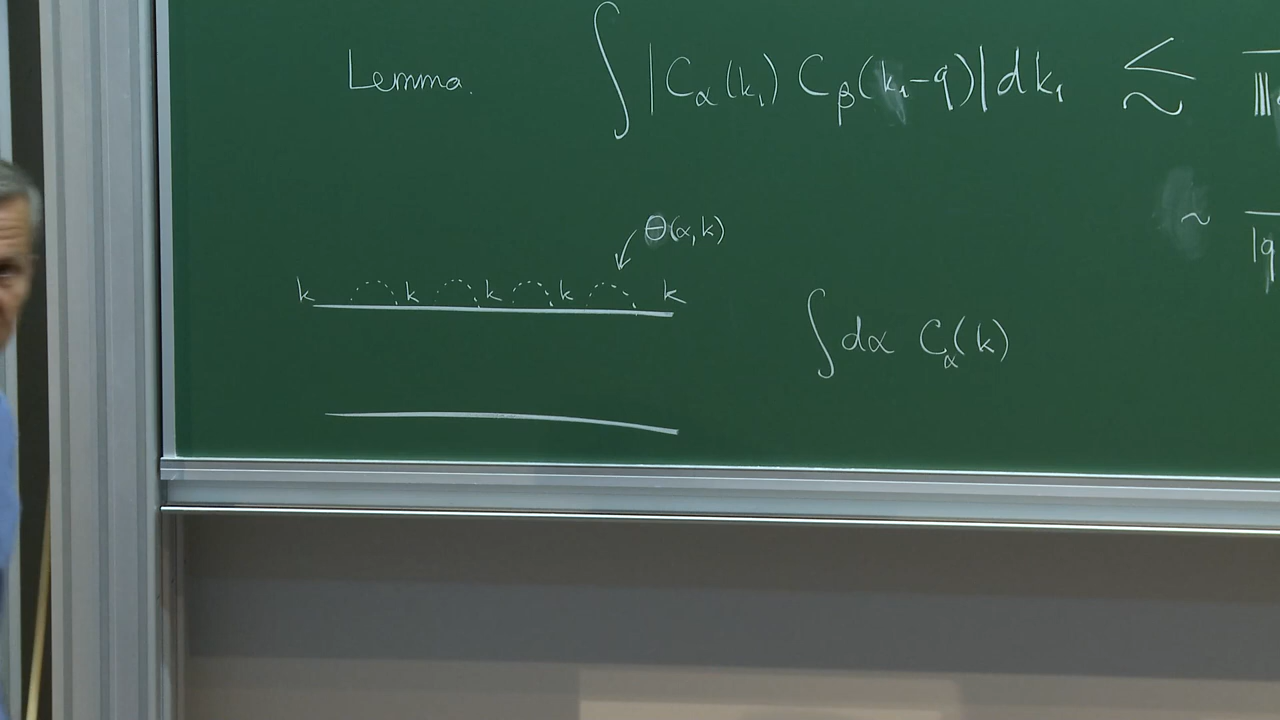 Lemma. ∫ |C_α(k₁) C_β(k₁-q)| dk₁ ≲
~
Θ(α, k)
k k k k k
∫ dα C_α(k)